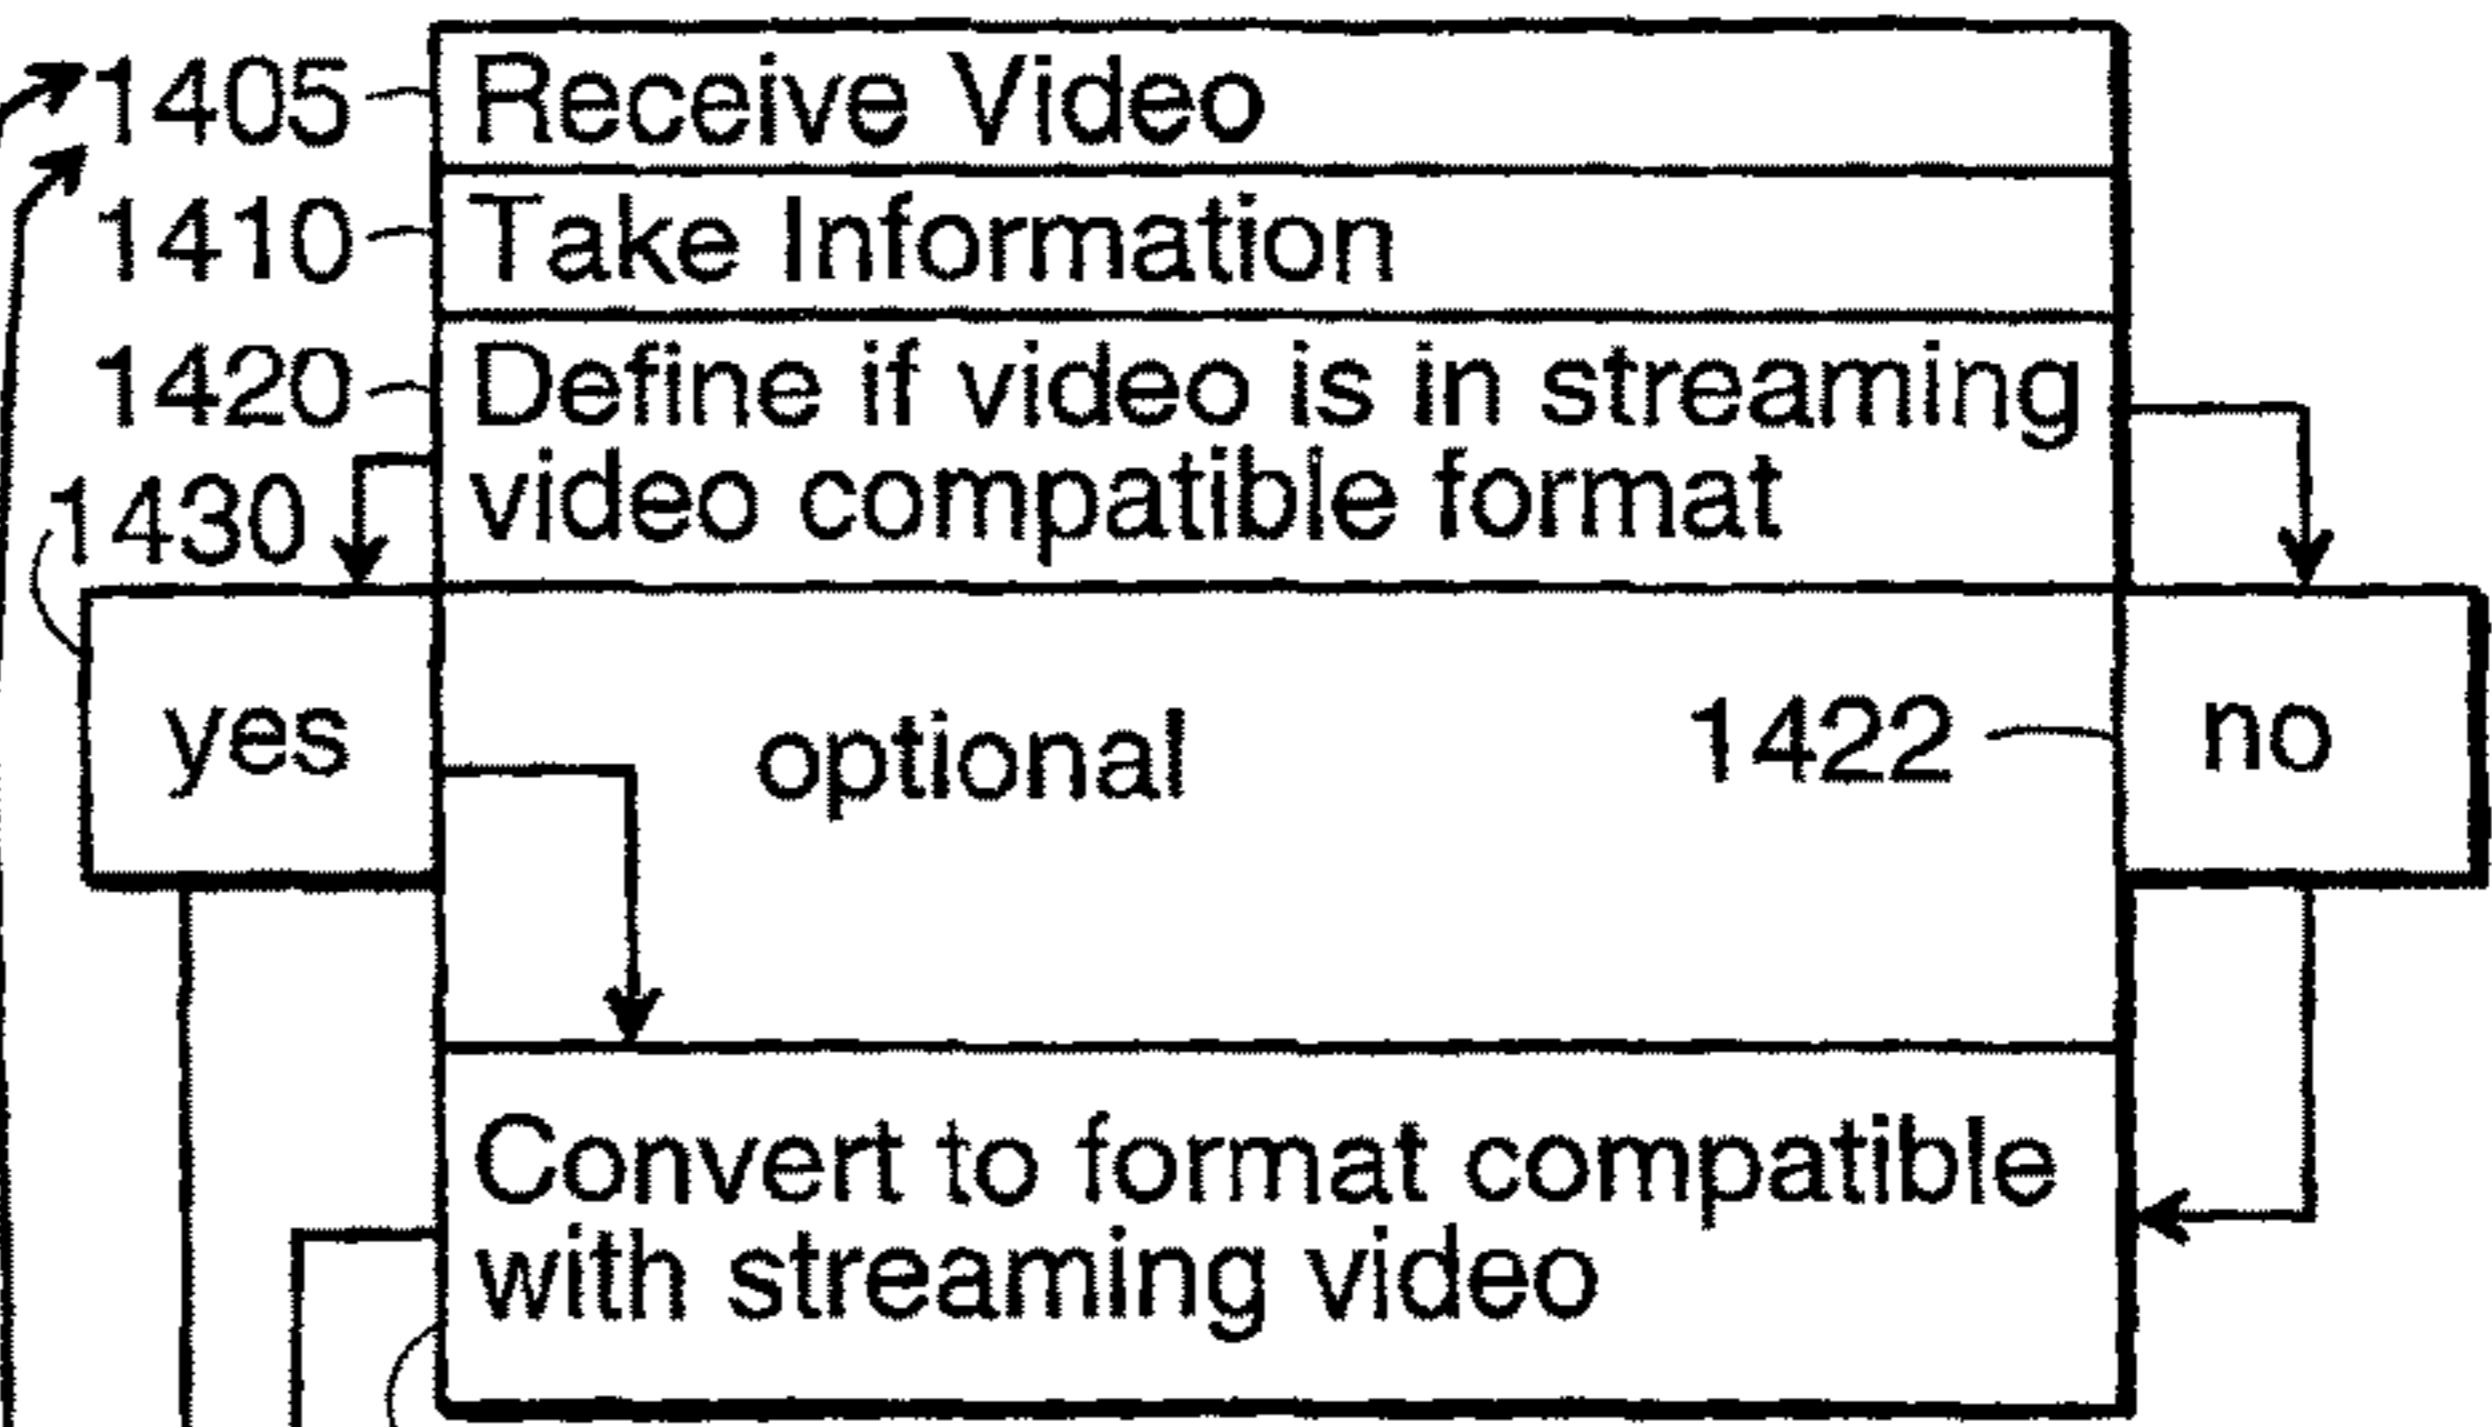 1405 Receive Video
1410 Take Information
1420 Define if video is in streaming
video compatible format
1430
yes
optional
1422
no
Convert to format compatible
with streaming video